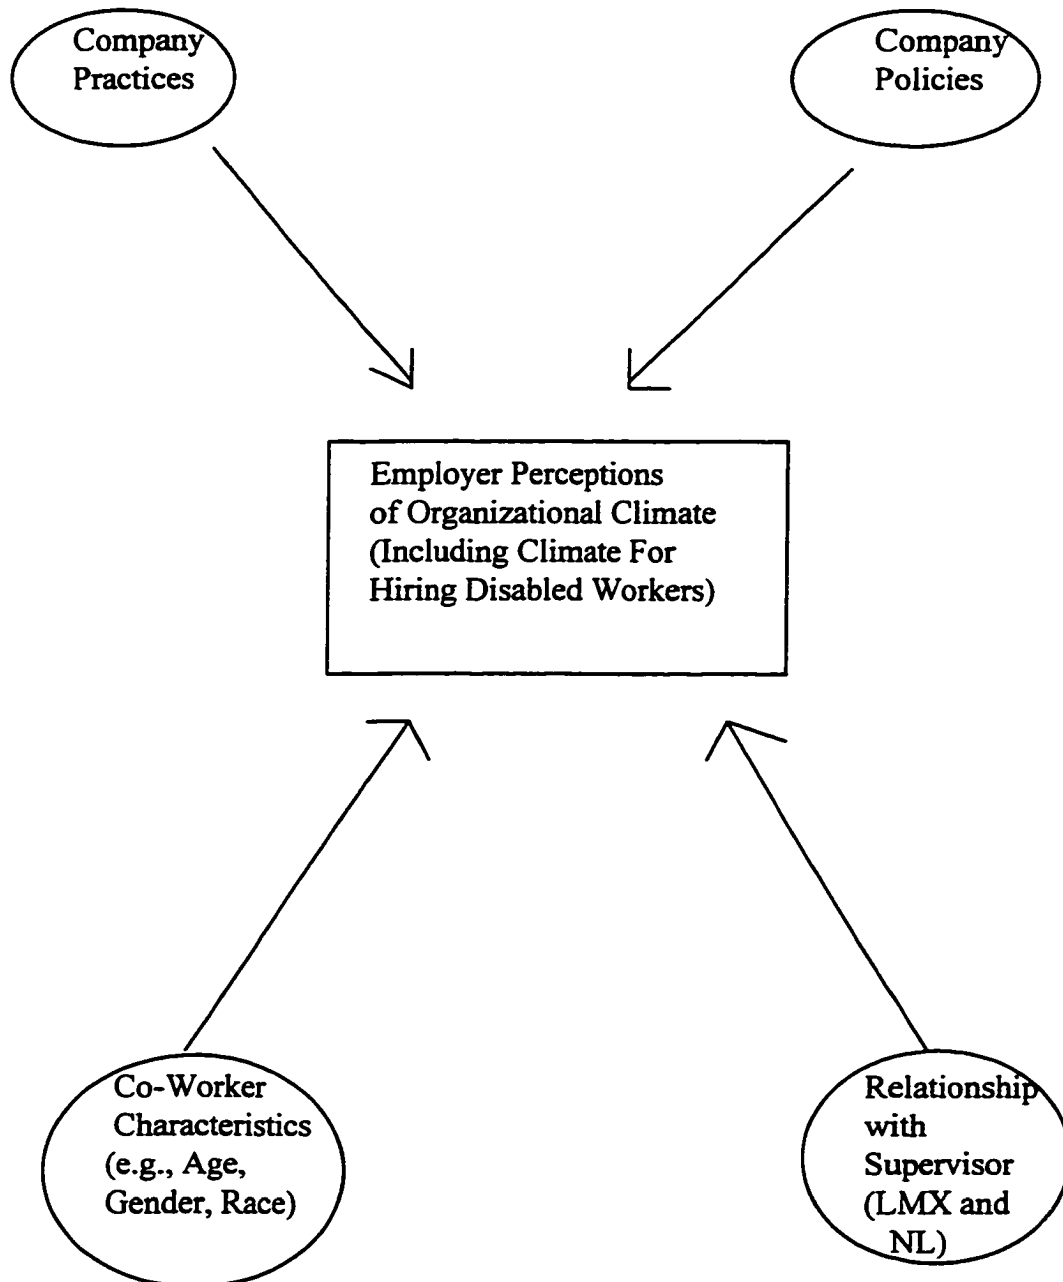 Company
Practices
Company
Policies
Employer Perceptions
of Organizational Climate
(Including Climate For
Hiring Disabled Workers)
Co-Worker
Characteristics
(e.g., Age,
Gender, Race)
Relationship
with
Supervisor
(LMX and
NL)